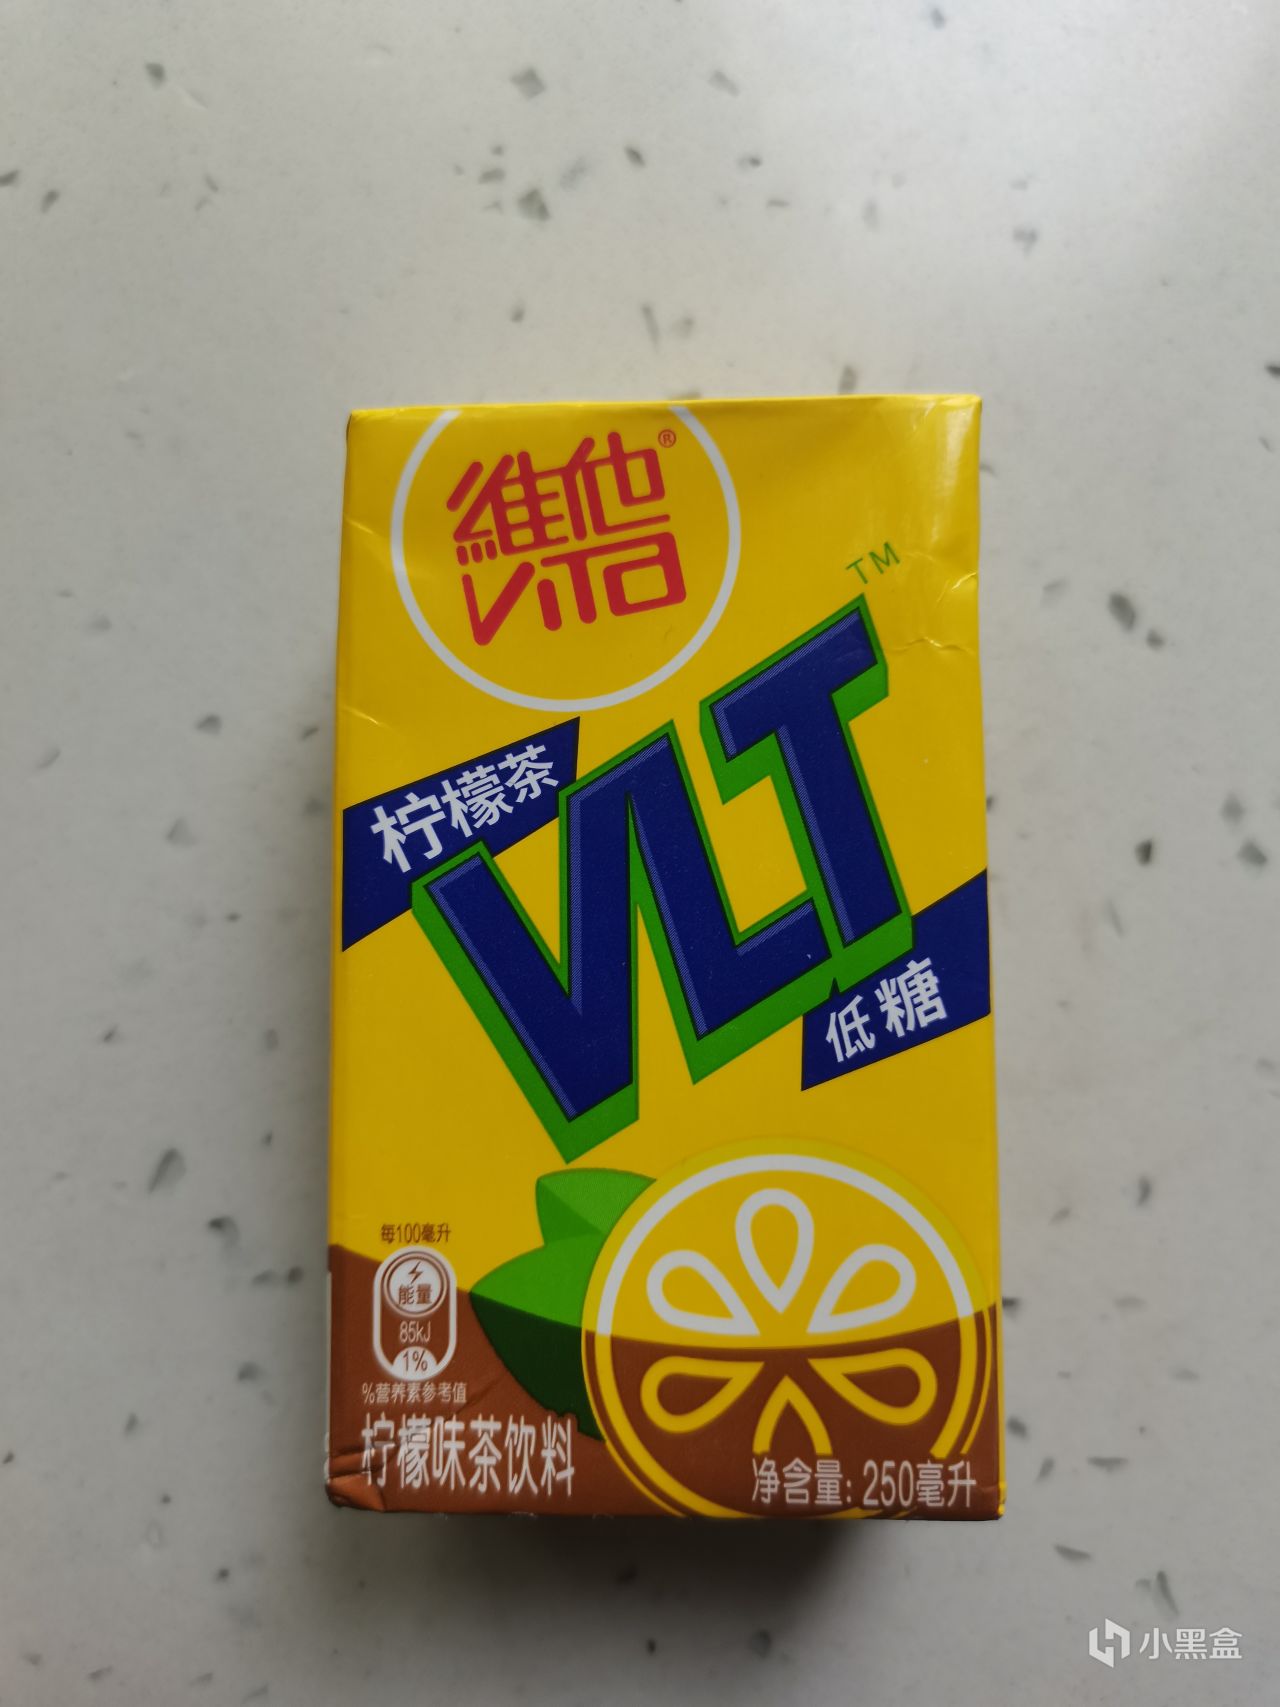 維他®
VITA
TM
柠檬茶
VLT
低糖
每100毫升
能量
85kJ
1%
%营养素参考值
柠檬味茶饮料
净含量: 250毫升
小黑盒